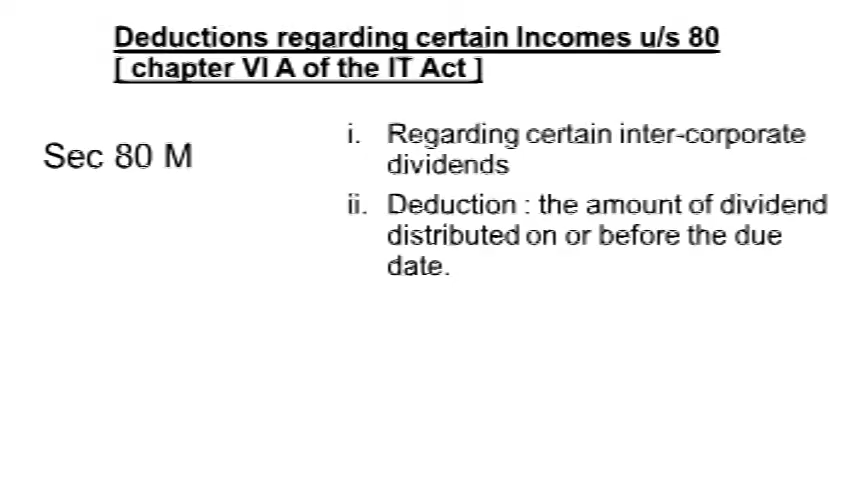 Deductions regarding certain Incomes u/s 80
[ chapter VI A of the IT Act ]
Sec 80 M
i. Regarding certain inter-corporate
dividends
ii. Deduction : the amount of dividend
distributed on or before the due
date.